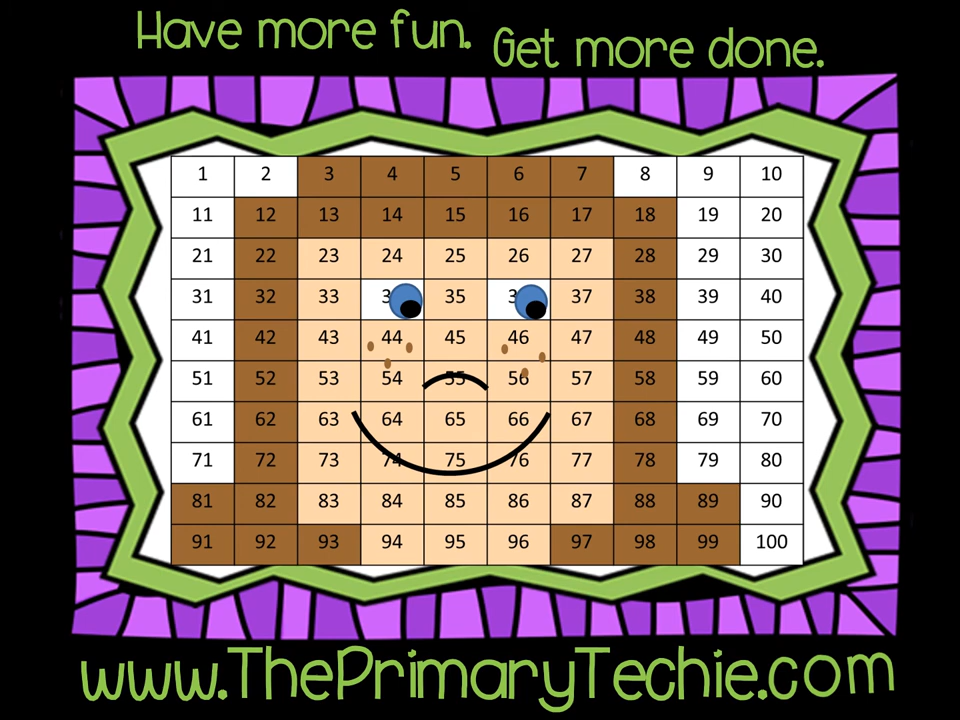 Have more fun. Get more done.
1 2 3 4 5 6 7 8 9 10
11 12 13 14 15 16 17 18 19 20
21 22 23 24 25 26 27 28 29 30
31 32 33 3 35 3 37 38 39 40
41 42 43 44 45 46 47 48 49 50
51 52 53 54 55 56 57 58 59 60
61 62 63 64 65 66 67 68 69 70
71 72 73 74 75 76 77 78 79 80
81 82 83 84 85 86 87 88 89 90
91 92 93 94 95 96 97 98 99 100
www.ThePrimaryTechie.com